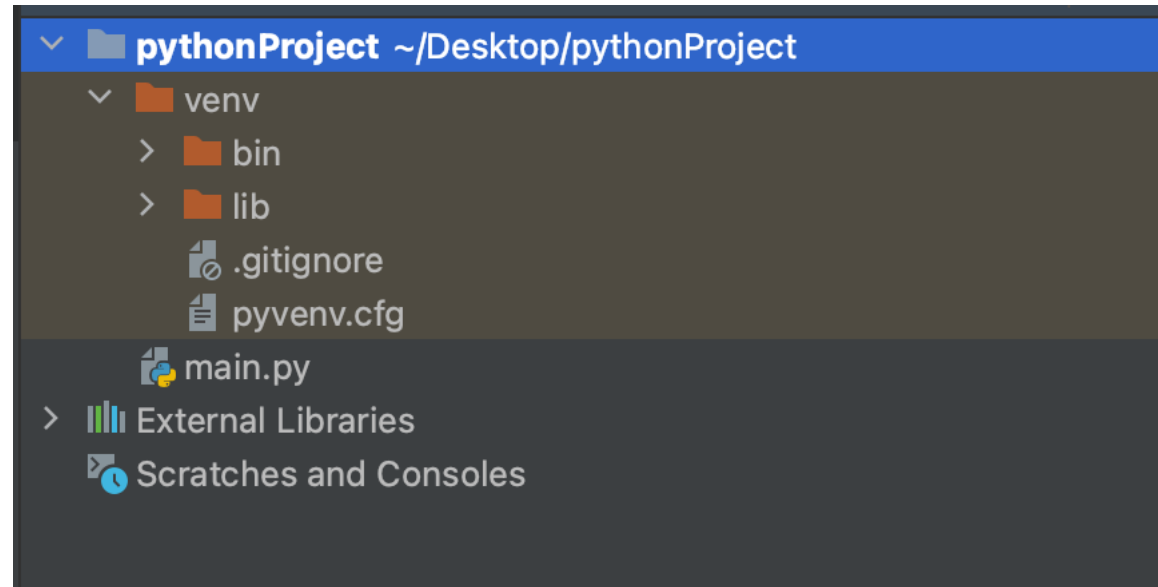 pythonProject ~/Desktop/pythonProject
venv
bin
lib
.gitignore
pyvenv.cfg
main.py
External Libraries
Scratches and Consoles